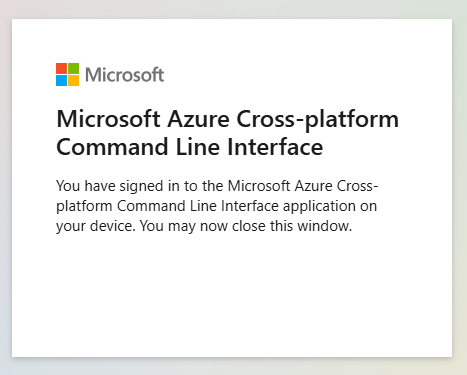 Microsoft
Microsoft Azure Cross-platform
Command Line Interface
You have signed in to the Microsoft Azure Cross-
platform Command Line Interface application on
your device. You may now close this window.